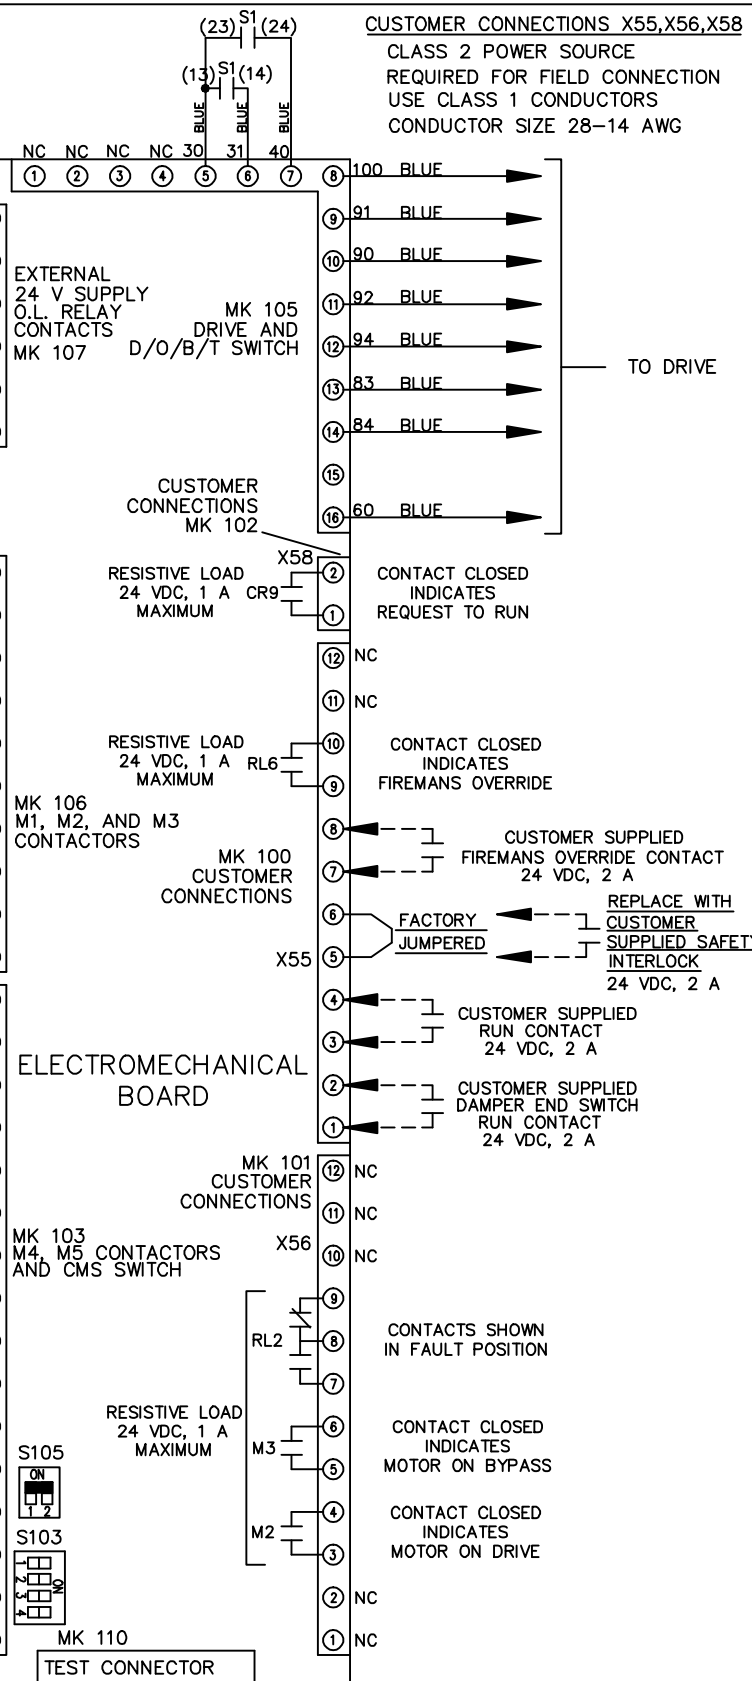 CUSTOMER CONNECTIONS X55,X56,X58
CLASS 2 POWER SOURCE
REQUIRED FOR FIELD CONNECTION
USE CLASS 1 CONDUCTORS
CONDUCTOR SIZE 28-14 AWG
(23) S1 (24)
(13) S1 (14)
BLUE BLUE BLUE
NC NC NC NC 30 31 40
1 2 3 4 5 6 7 8 100 BLUE
9 91 BLUE
10 90 BLUE
11 92 BLUE
12 94 BLUE
13 83 BLUE
14 84 BLUE
15
16 60 BLUE
TO DRIVE
EXTERNAL
24 V SUPPLY
O.L. RELAY
CONTACTS
MK 107
MK 105
DRIVE AND
D/O/B/T SWITCH
CUSTOMER
CONNECTIONS
MK 102
X58
2
1
RESISTIVE LOAD
24 VDC, 1 A
MAXIMUM
CR9
CONTACT CLOSED
INDICATES
REQUEST TO RUN
12 NC
11 NC
10
9
RESISTIVE LOAD
24 VDC, 1 A
MAXIMUM
RL6
CONTACT CLOSED
INDICATES
FIREMANS OVERRIDE
MK 106
M1, M2, AND M3
CONTACTORS
MK 100
CUSTOMER
CONNECTIONS
8
7
CUSTOMER SUPPLIED
FIREMANS OVERRIDE CONTACT
24 VDC, 2 A
6
5
FACTORY
JUMPERED
REPLACE WITH
CUSTOMER
SUPPLIED SAFETY
INTERLOCK
24 VDC, 2 A
X55
4
3
CUSTOMER SUPPLIED
RUN CONTACT
24 VDC, 2 A
ELECTROMECHANICAL
BOARD
2
1
CUSTOMER SUPPLIED
DAMPER END SWITCH
RUN CONTACT
24 VDC, 2 A
MK 101
CUSTOMER
CONNECTIONS
X56
12 NC
11 NC
10 NC
MK 103
M4, M5 CONTACTORS
AND CMS SWITCH
9
8
7
RL2
CONTACTS SHOWN
IN FAULT POSITION
RESISTIVE LOAD
24 VDC, 1 A
MAXIMUM
6
5
M3
CONTACT CLOSED
INDICATES
MOTOR ON BYPASS
4
3
M2
CONTACT CLOSED
INDICATES
MOTOR ON DRIVE
2 NC
1 NC
S105
ON
1 2
S103
1
2
3
4
ON
MK 110
TEST CONNECTOR